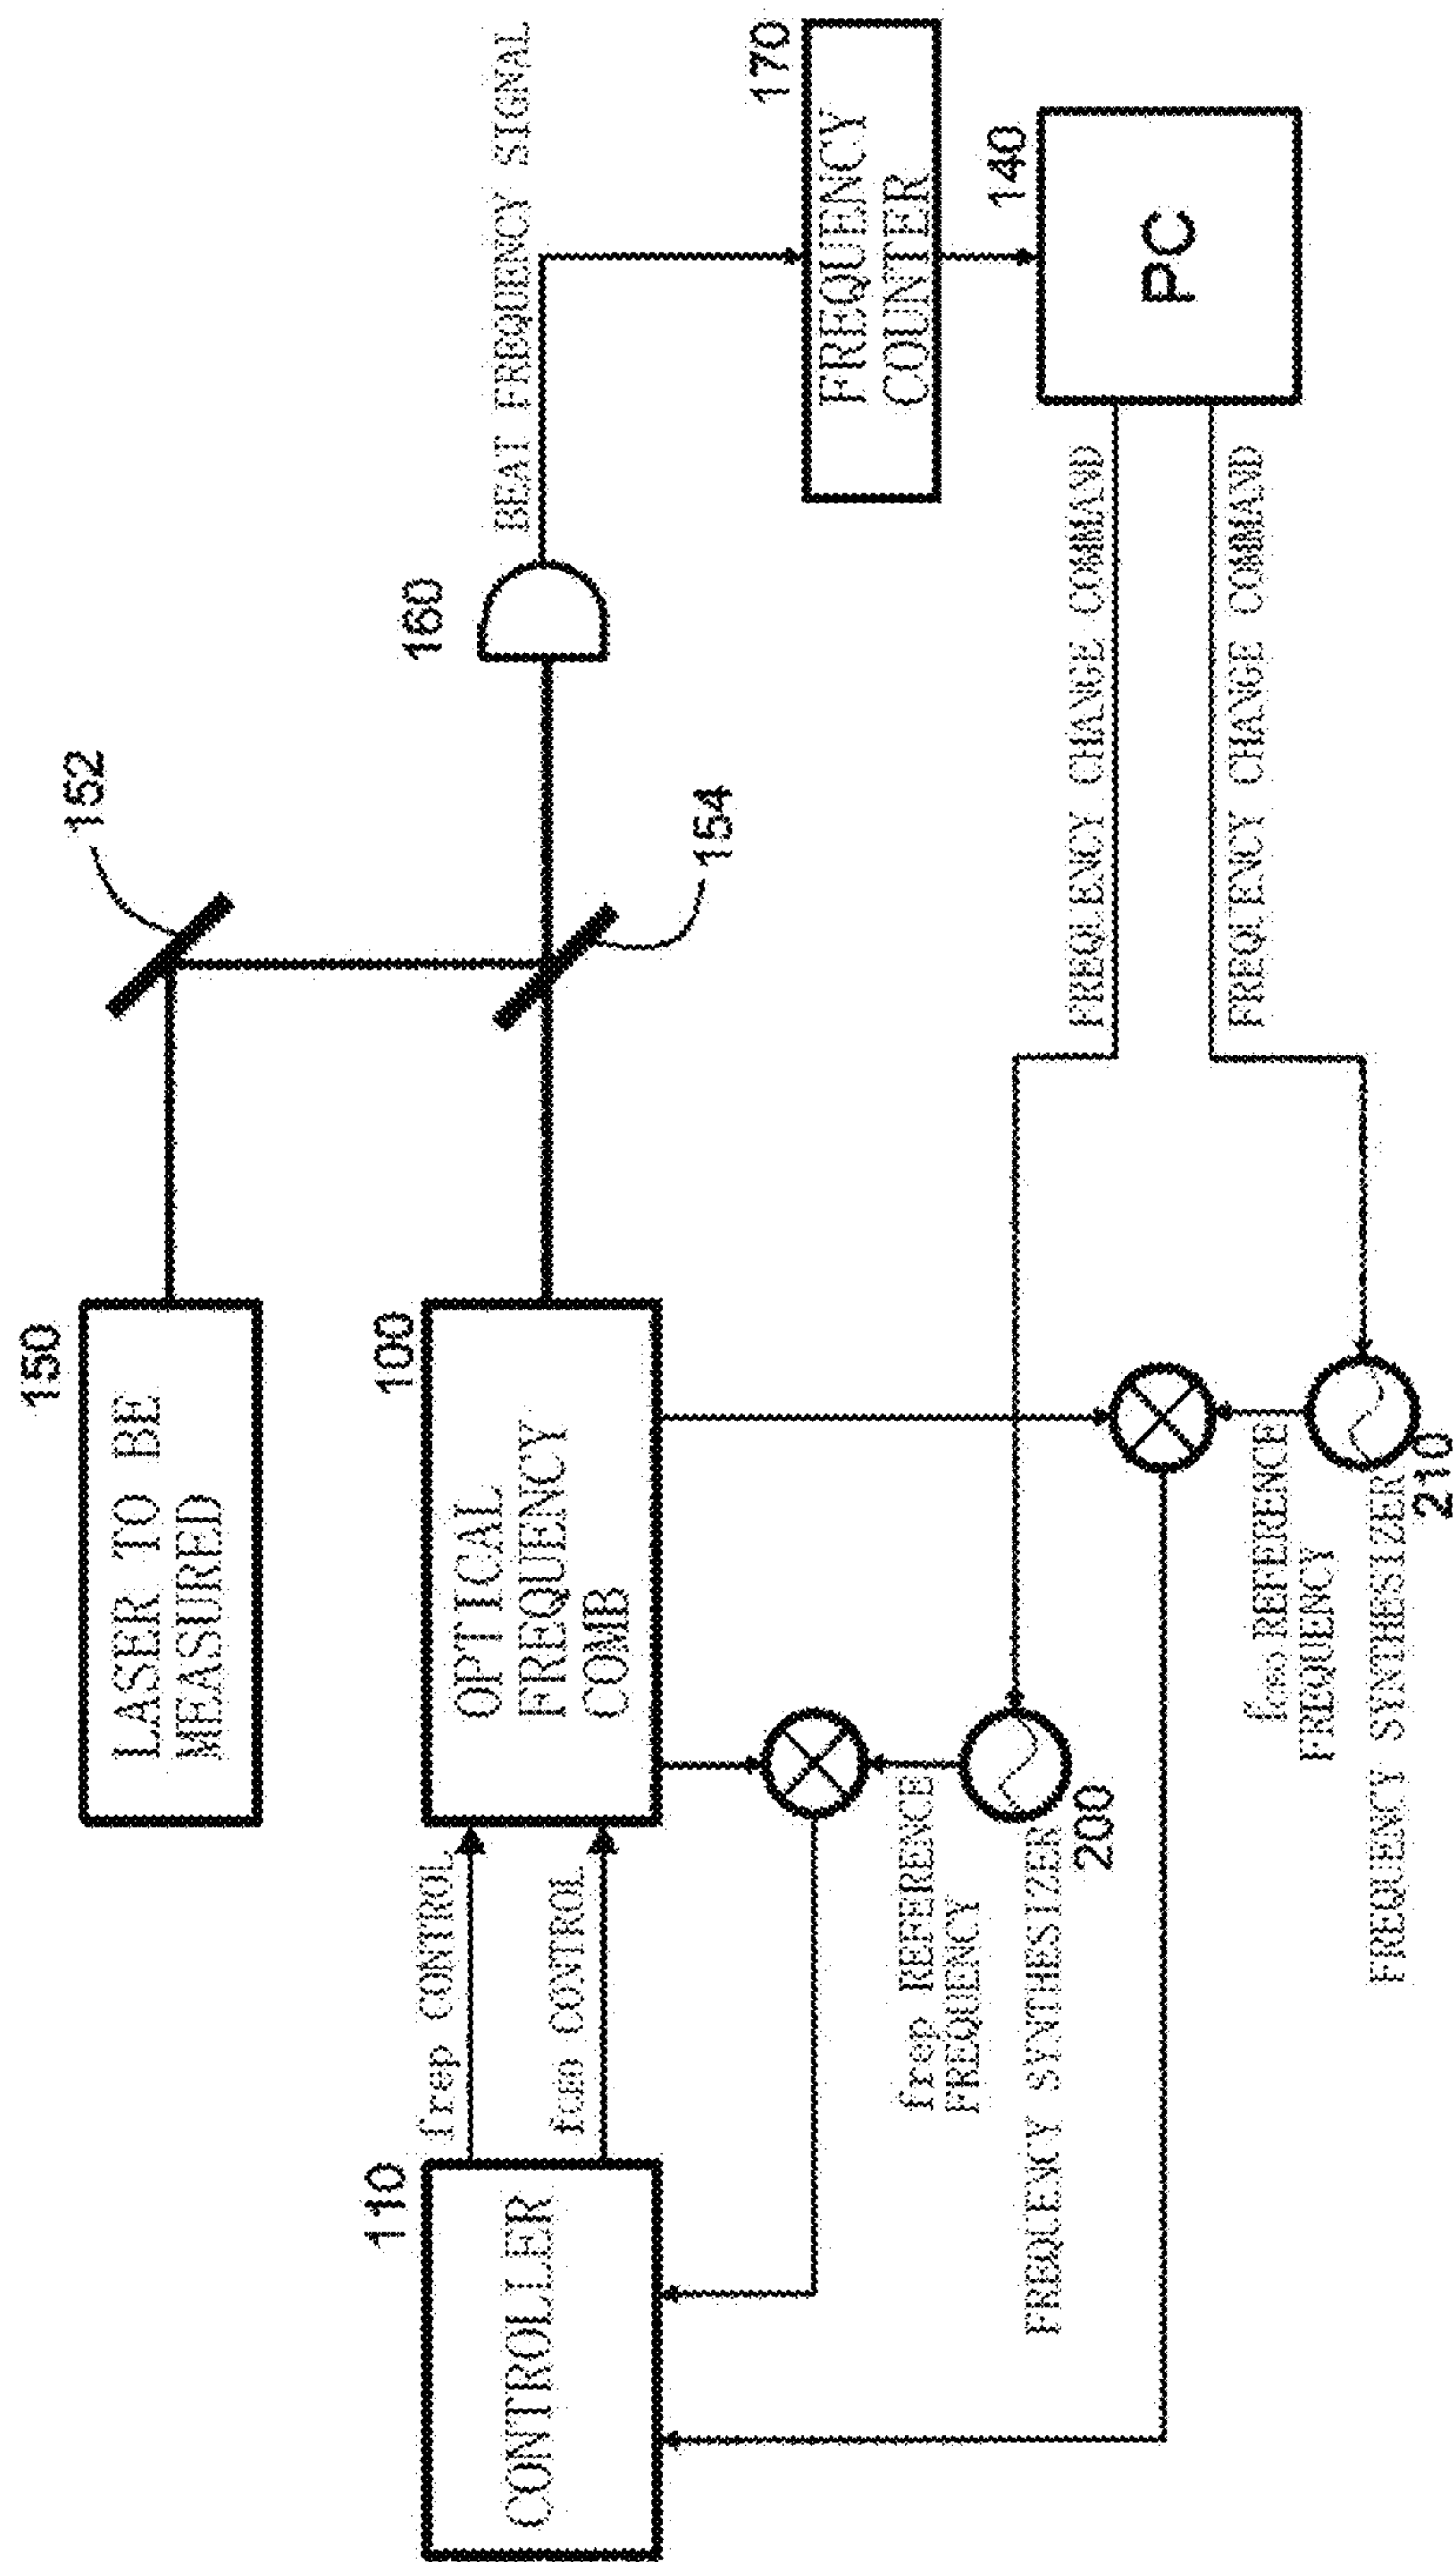 150
LASER TO BE
MEASURED
152
154
160
BEAT FREQUENCY SIGNAL
110
CONTROLLER
frep CONTROL
fceo CONTROL
100
OPTICAL
FREQUENCY
COMB
170
FREQUENCY
COUNTER
140
PC
frep REFERENCE
FREQUENCY
FREQUENCY SYNTHESIZER
200
FREQUENCY CHANGE COMMAND
FREQUENCY CHANGE COMMAND
fceo REFERENCE
FREQUENCY
FREQUENCY SYNTHESIZER
210